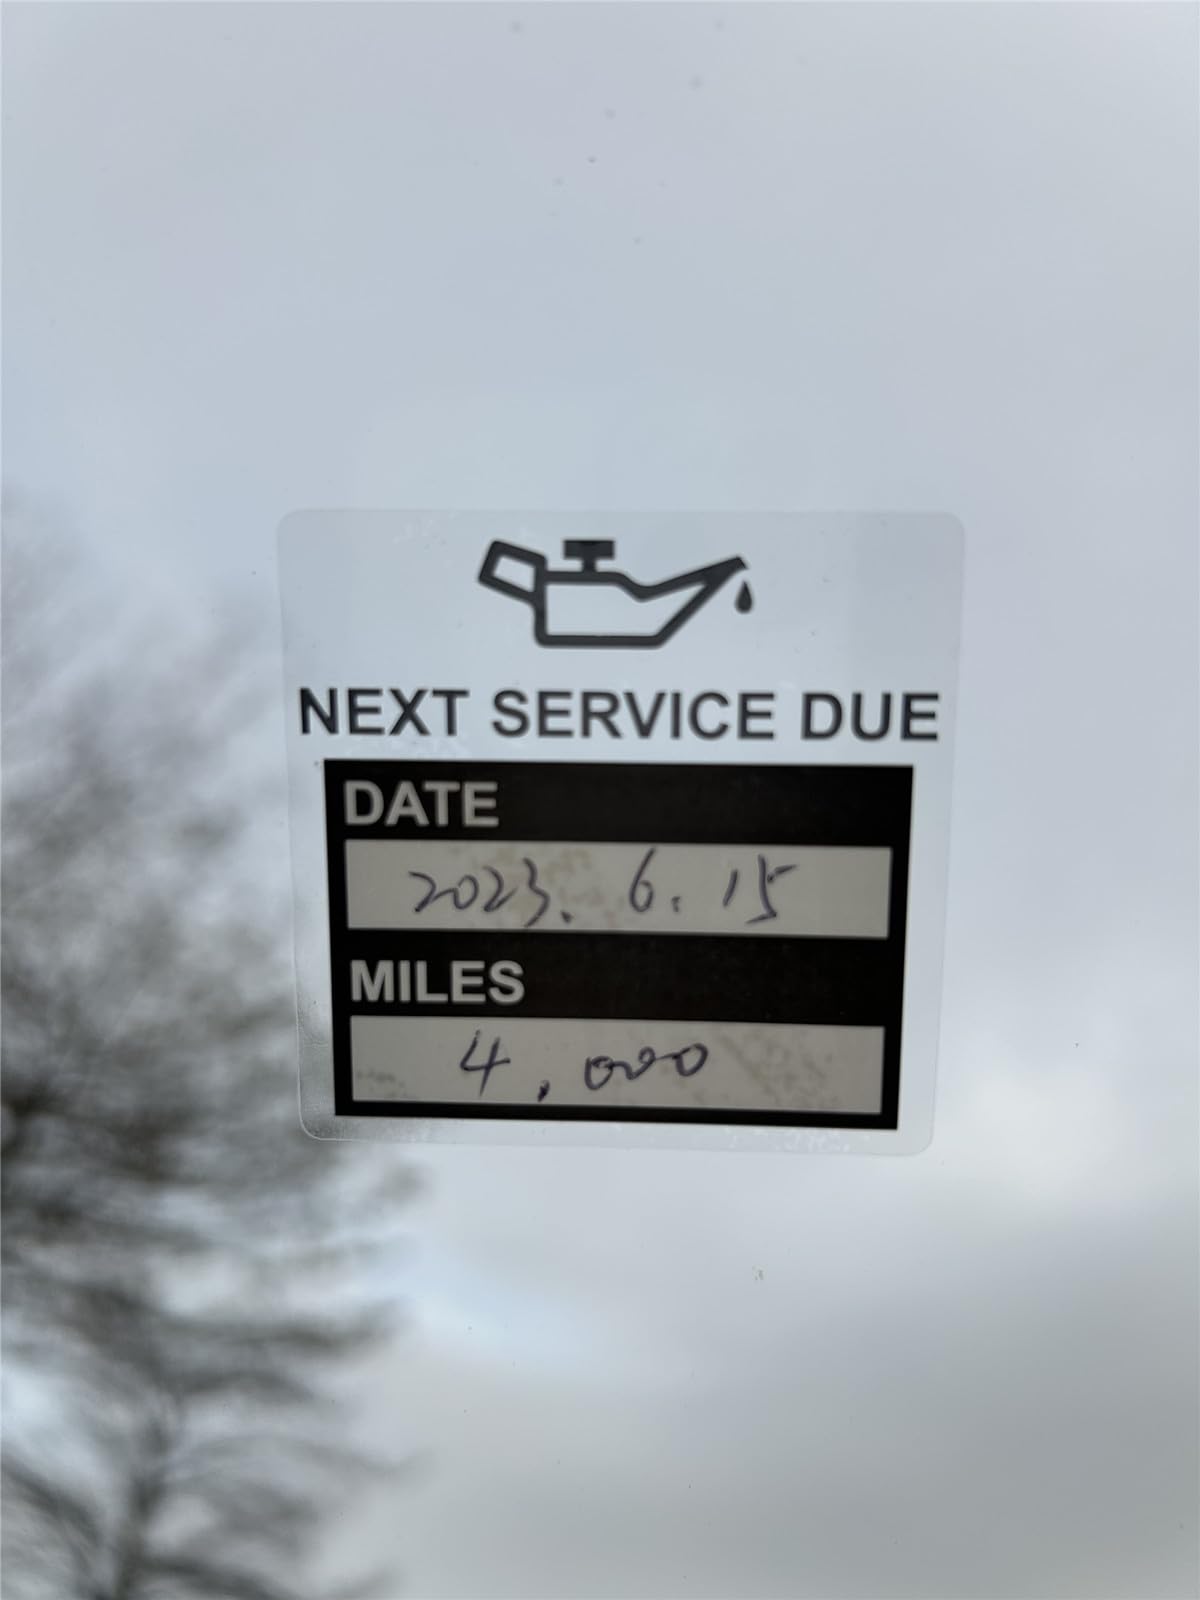 NEXT SERVICE DUE
DATE
2023. 6. 15
MILES
4,000